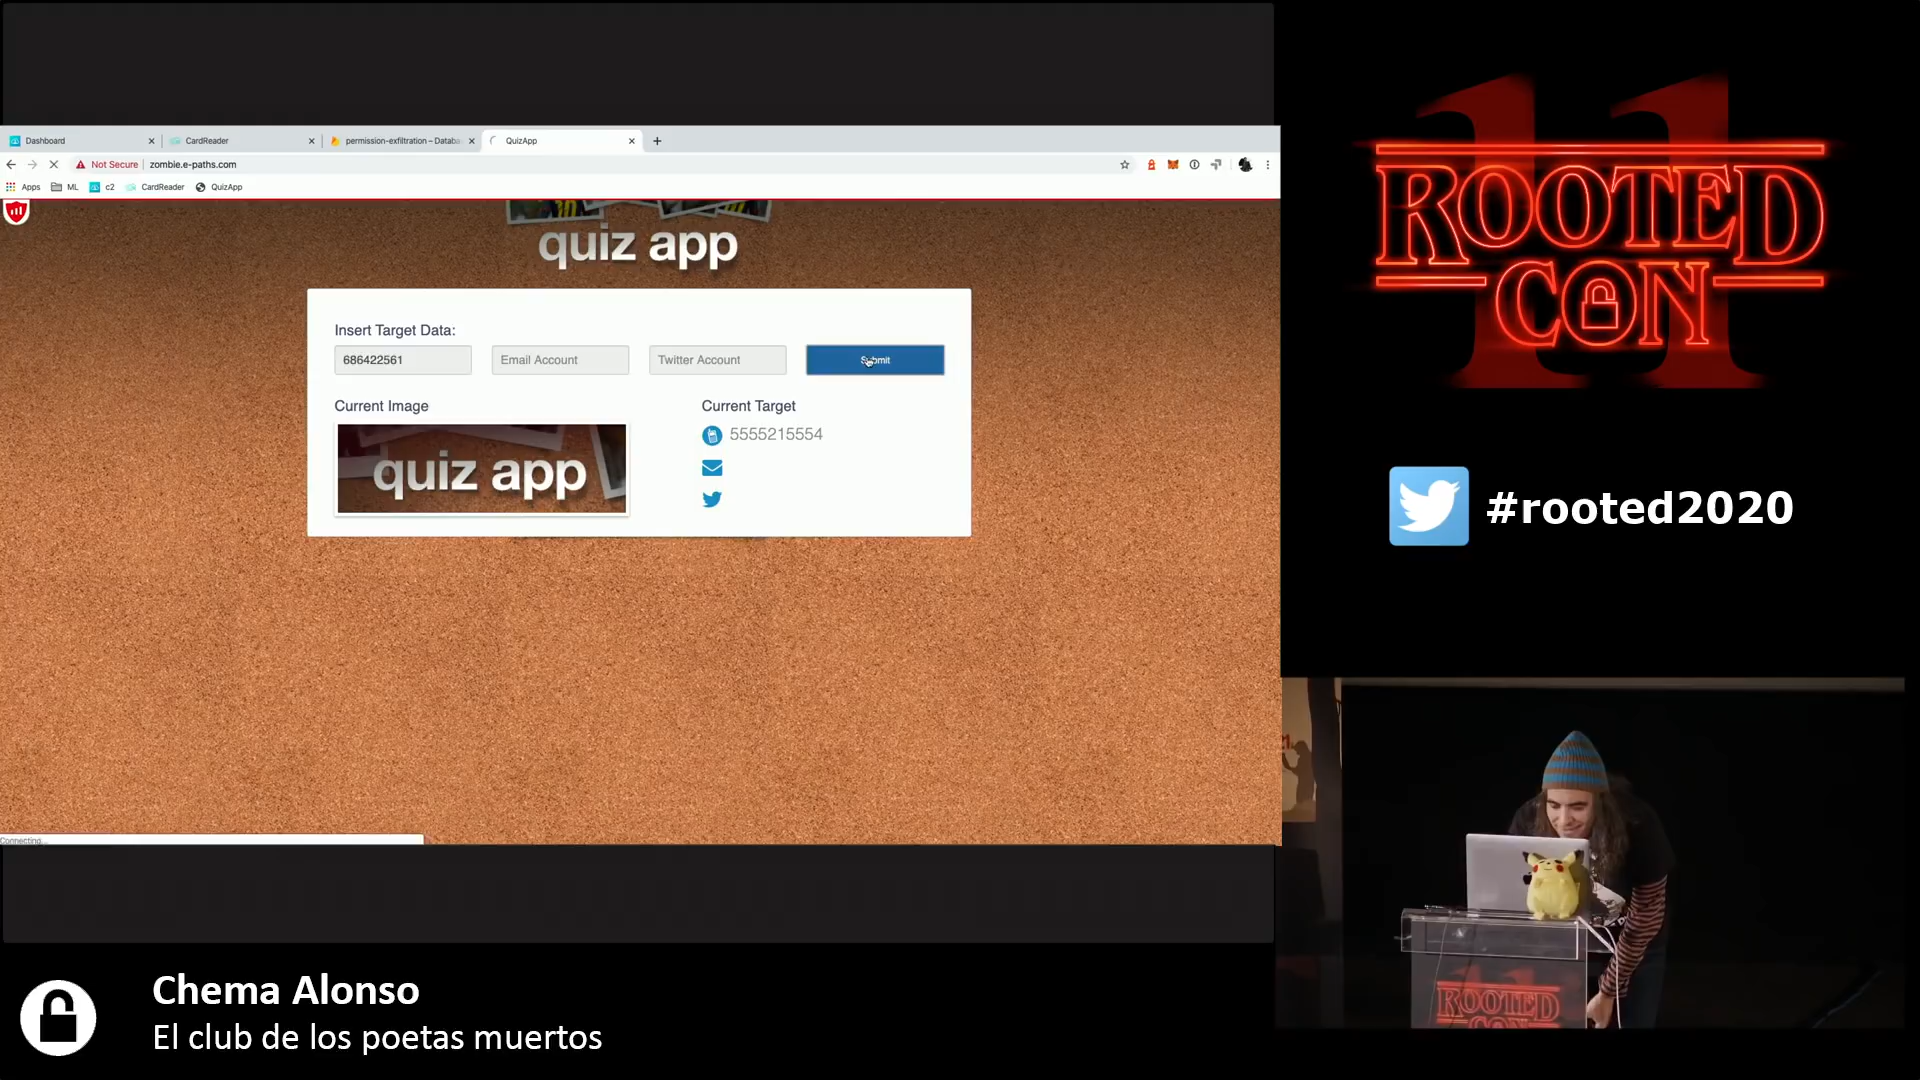 Dashboard
CardReader
permission-exfiltration – Databa
QuizApp
Not Secure
zombie.e-paths.com
Apps
ML
c2
CardReader
QuizApp
quiz app
Insert Target Data:
686422561
Email Account
Twitter Account
Submit
Current Image
Current Target
quiz app
5555215554
Connecting...
11
ROOTED
CON
#rooted2020
ROOTED
CON
Chema Alonso
El club de los poetas muertos